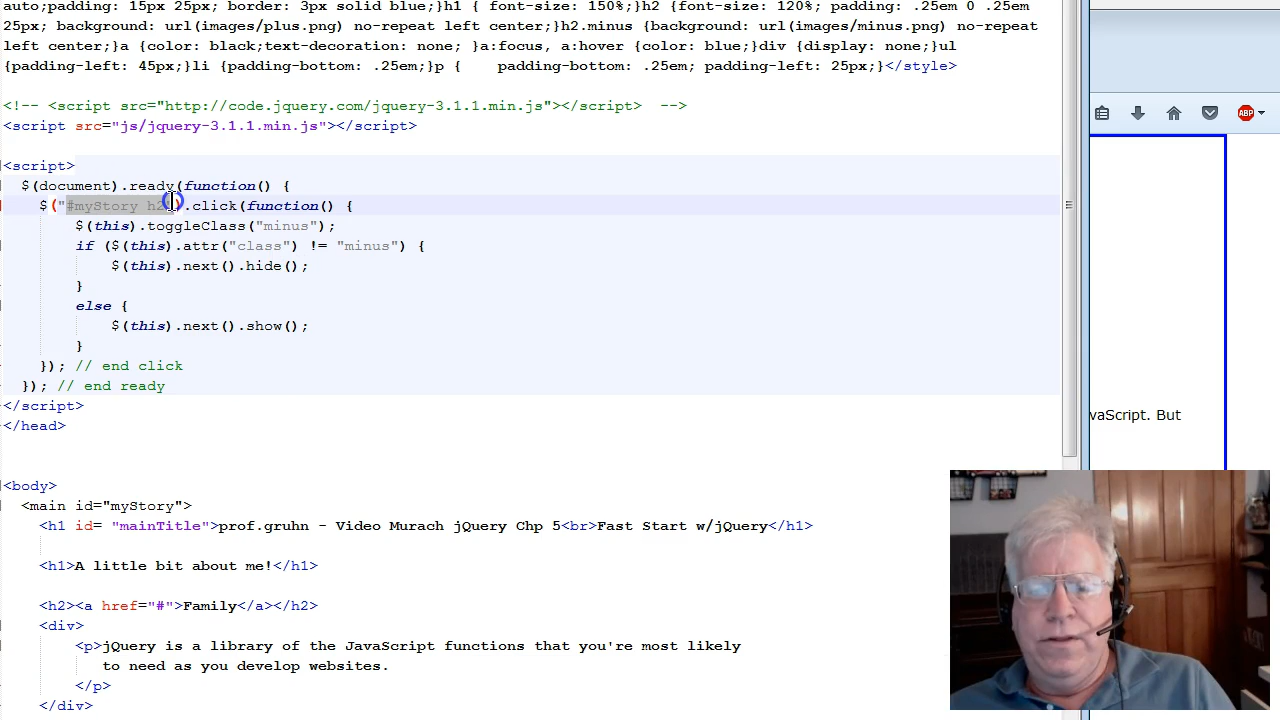 auto;padding: 15px 25px; border: 3px solid blue;}h1 { font-size: 150%;}h2 {font-size: 120%; padding: .25em 0 .25em
25px; background: url(images/plus.png) no-repeat left center;}h2.minus {background: url(images/minus.png) no-repeat
left center;}a {color: black;text-decoration: none; }a:focus, a:hover {color: blue;}div {display: none;}ul
{padding-left: 45px;}li {padding-bottom: .25em;}p {    padding-bottom: .25em; padding-left: 25px;}</style>
<!-- <script src="http://code.jquery.com/jquery-3.1.1.min.js"></script>  -->
<script src="js/jquery-3.1.1.min.js"></script>
ABP
<script>
$(document).ready(function() {
$("#myStory h2").click(function() {
$(this).toggleClass("minus");
if ($(this).attr("class") != "minus") {
$(this).next().hide();
}
else {
$(this).next().show();
}
}); // end click
}); // end ready
</script>
</head>
vaScript. But
<body>
<main id="myStory">
<h1 id= "mainTitle">prof.gruhn - Video Murach jQuery Chp 5<br>Fast Start w/jQuery</h1>
<h1>A little bit about me!</h1>
<h2><a href="#">Family</a></h2>
<div>
<p>jQuery is a library of the JavaScript functions that you're most likely
to need as you develop websites.
</p>
</div>